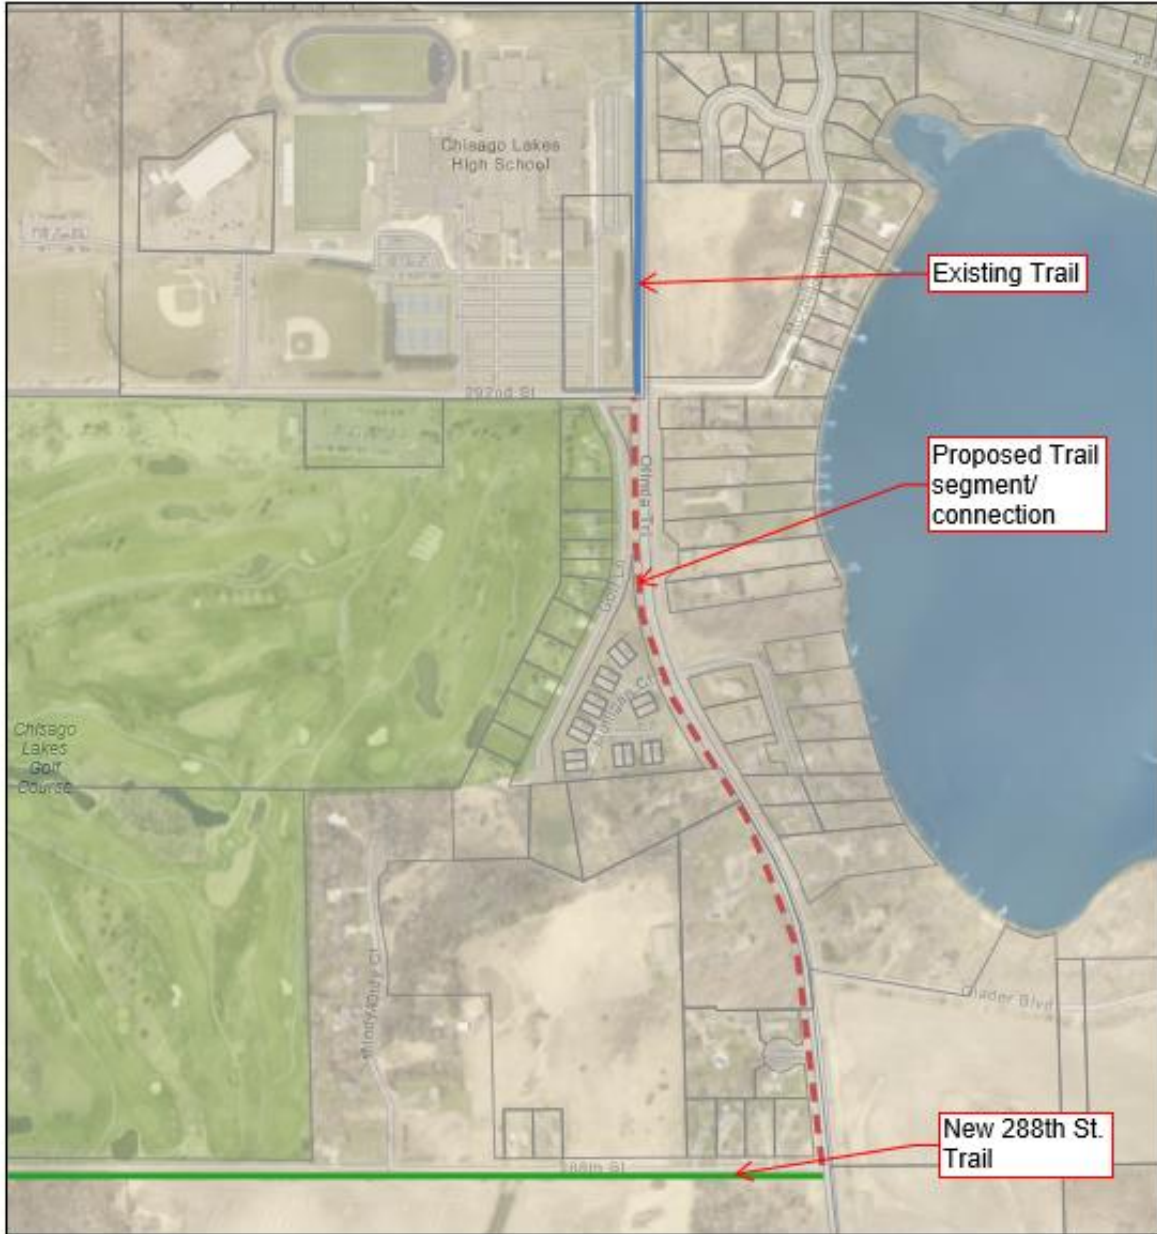 Chisago Lakes
High School
Existing Trail
292nd St
Olinda Trl
Proposed Trail
segment/
connection
Golf Ln
Chisago
Lakes
Golf
Course
Glader Blvd
New 288th St.
Trail
288th St